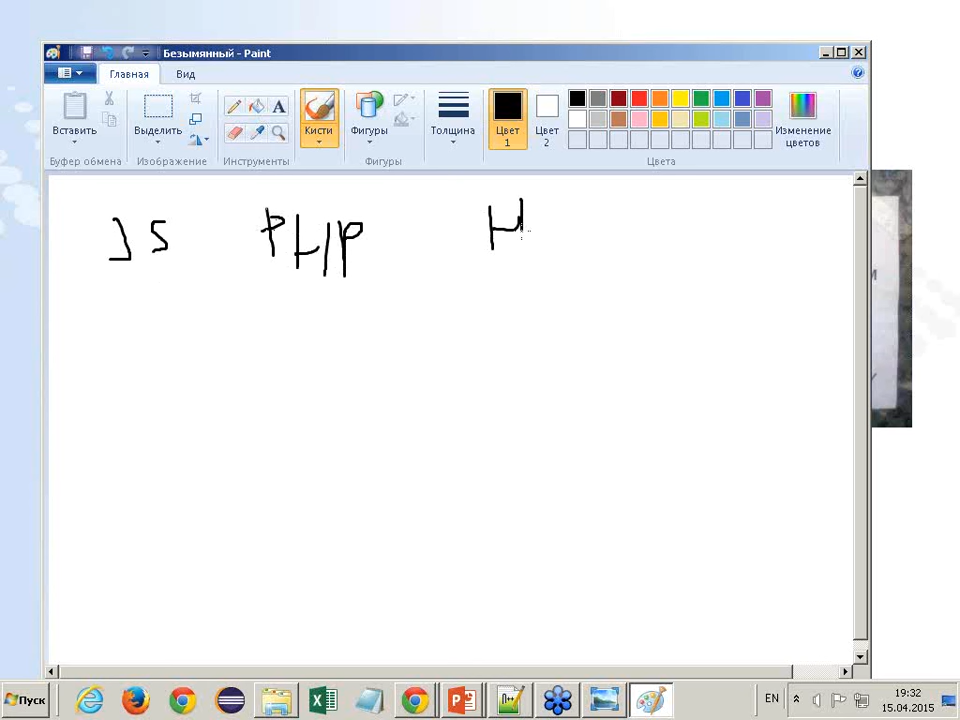 Безымянный - Paint
Главная Вид
Вставить Выделить Кисти Фигуры Толщина Цвет 1 Цвет 2 Изменение цветов
Буфер обмена Изображение Инструменты Фигуры Цвета
JS PHP H
Пуск EN 19:32
15.04.2015